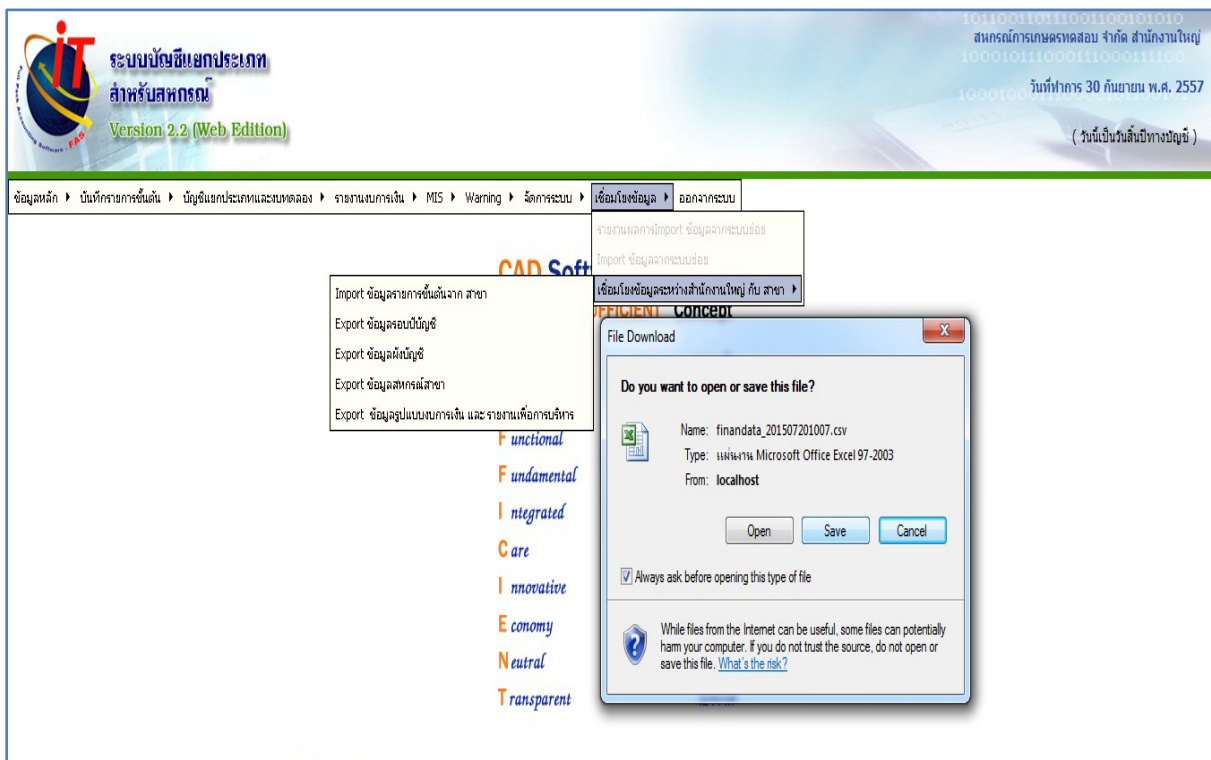 101100110111001100101010
สหกรณ์การเกษตรทดสอบ จำกัด สำนักงานใหญ่
1000101110001110001111100
วันที่ทำการ 30 กันยายน พ.ศ. 2557
( วันนี้เป็นวันสิ้นปีทางบัญชี )
iT
ระบบบัญชีแยกประเภท
สำหรับสหกรณ์
Version 2.2 (Web Edition)
ข้อมูลหลัก บันทึกรายการขั้นต้น บัญชีแยกประเภทและงบทดลอง รายงานงบการเงิน MIS Warning จัดการระบบ เชื่อมโยงข้อมูล ออกจากระบบ
รายงานผลการImport ข้อมูลจากระบบย่อย
Import ข้อมูลจากระบบย่อย
เชื่อมโยงข้อมูลระหว่างสำนักงานใหญ่ กับ สาขา
Import ข้อมูลรายการขั้นต้นจาก สาขา
Export ข้อมูลรอบปีบัญชี
Export ข้อมูลผังบัญชี
Export ข้อมูลสหกรณ์สาขา
Export ข้อมูลรูปแบบงบการเงิน และ รายงานเพื่อการบริหาร
CAD Soft
EFFICIENT Concept
Functional
Fundamental
Integrated
Care
Innovative
Economy
Neutral
Transparent
File Download
Do you want to open or save this file?
Name: finandata_201507201007.csv
Type: แผ่นงาน Microsoft Office Excel 97-2003
From: localhost
Open Save Cancel
Always ask before opening this type of file
While files from the Internet can be useful, some files can potentially
harm your computer. If you do not trust the source, do not open or
save this file. What's the risk?